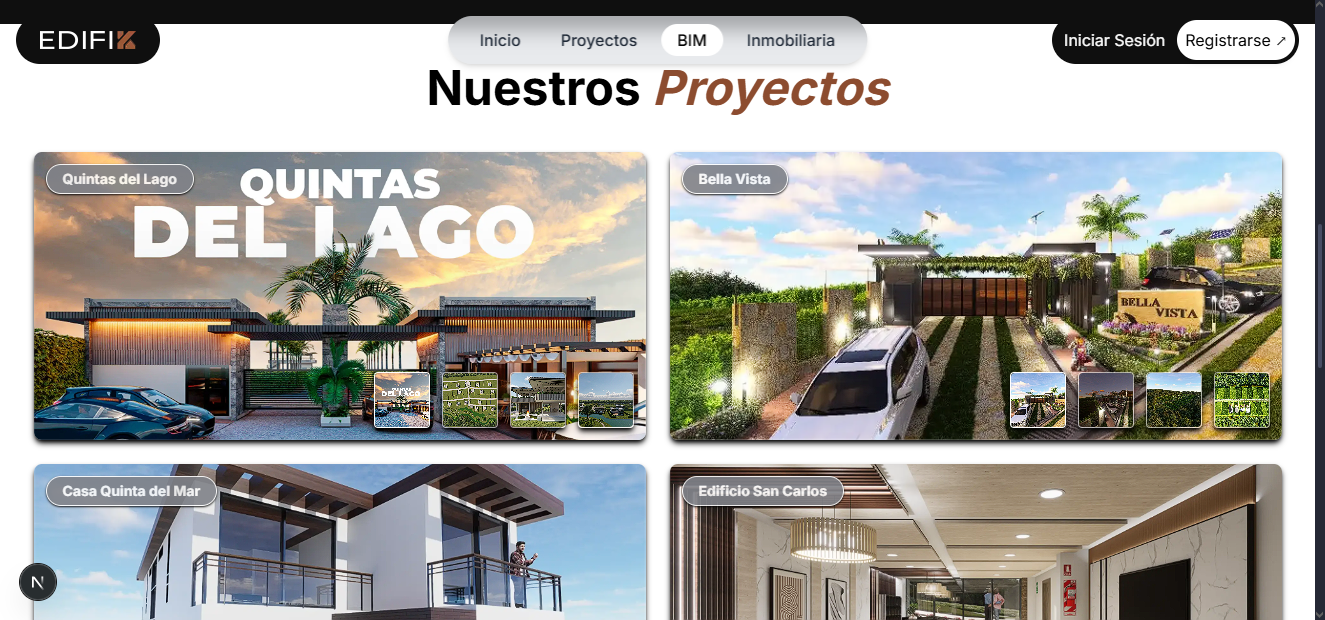 EDIFIK
Inicio
Proyectos
BIM
Inmobiliaria
Iniciar Sesión
Registrarse ↗
Nuestros Proyectos
Quintas del Lago
QUINTAS
DEL LAGO
Bella Vista
BELLA
VISTA
Casa Quinta del Mar
Edificio San Carlos
N